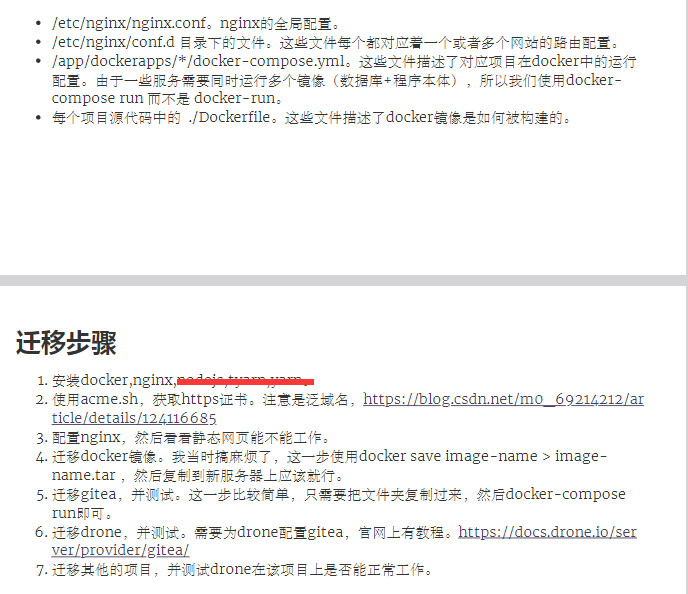 • /etc/nginx/nginx.conf。nginx的全局配置。
• /etc/nginx/conf.d 目录下的文件。这些文件每个都对应着一个或者多个网站的路由配置。
• /app/dockerapps/*/docker-compose.yml。这些文件描述了对应项目在docker中的运行
配置。由于一些服务需要同时运行多个镜像（数据库+程序本体），所以我们使用docker-
compose run 而不是 docker-run。
• 每个项目源代码中的 ./Dockerfile。这些文件描述了docker镜像是如何被构建的。
迁移步骤
1. 安装docker,nginx,nodejs,tyarn,yarn。
2. 使用acme.sh，获取https证书。注意是泛域名，https://blog.csdn.net/m0_69214212/ar
ticle/details/124116685
3. 配置nginx，然后看看静态网页能不能工作。
4. 迁移docker镜像。我当时搞麻烦了，这一步使用docker save image-name > image-
name.tar ，然后复制到新服务器上应该就行。
5. 迁移gitea，并测试。这一步比较简单，只需要把文件夹复制过来，然后docker-compose
run即可。
6. 迁移drone，并测试。需要为drone配置gitea，官网上有教程。https://docs.drone.io/ser
ver/provider/gitea/
7. 迁移其他的项目，并测试drone在该项目上是否能正常工作。